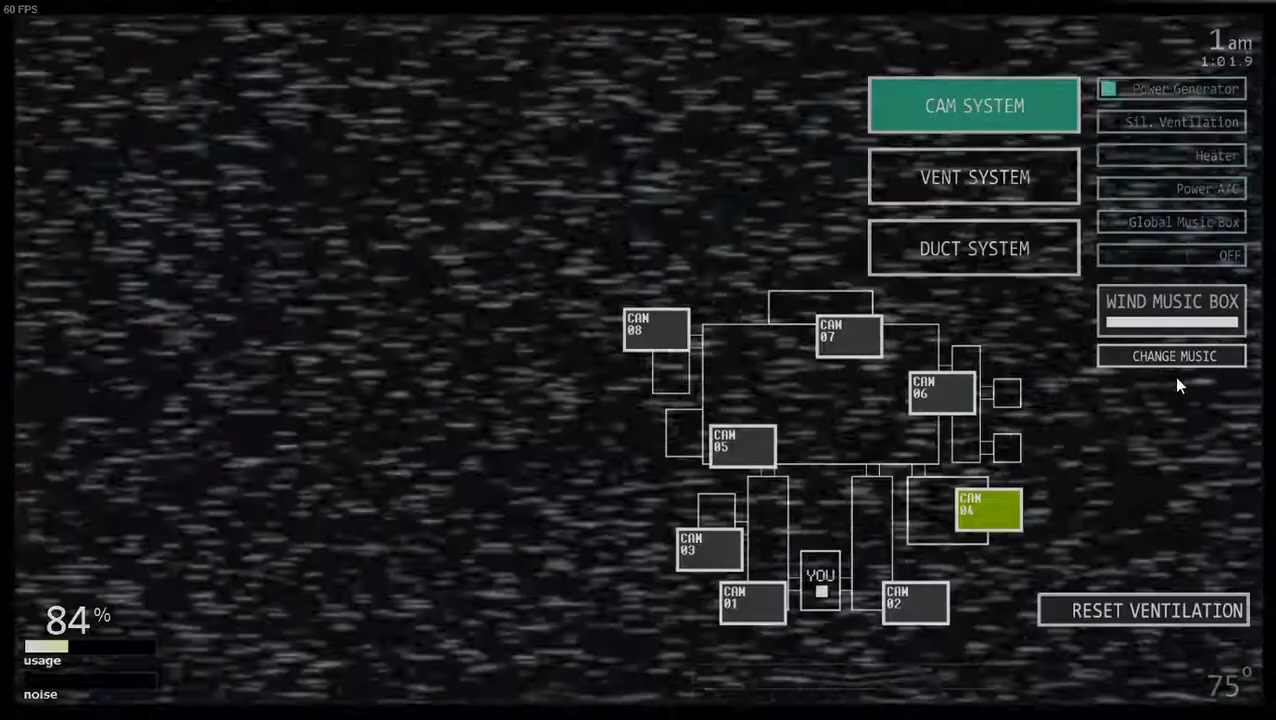 60 FPS
1 am
1:01.9
CAM SYSTEM
VENT SYSTEM
DUCT SYSTEM
Power Generator
Sil. Ventilation
Heater
Power A/C
Global Music Box
OFF
WIND MUSIC BOX
CHANGE MUSIC
CAM
08
CAM
07
CAM
06
CAM
05
CAM
04
CAM
03
YOU
CAM
01
CAM
02
RESET VENTILATION
84%
usage
noise
75°